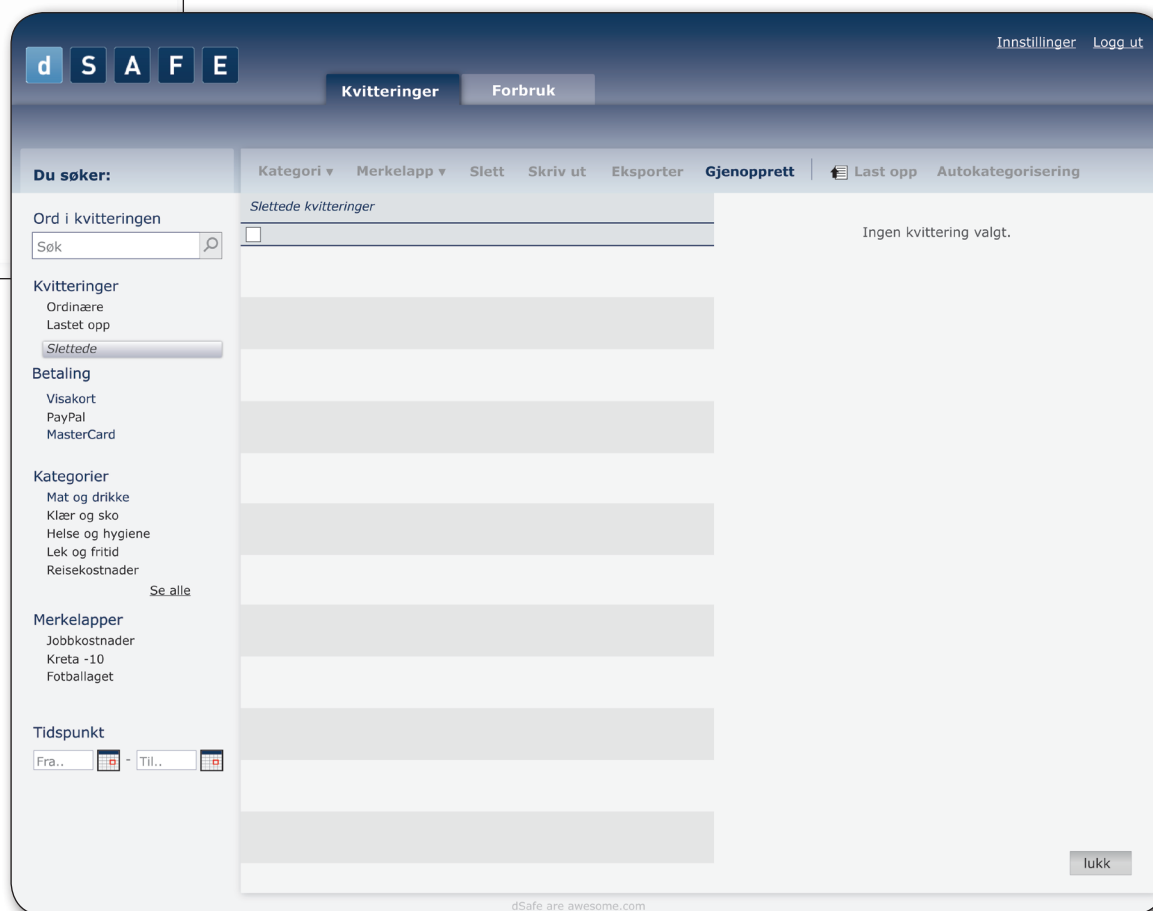 Innstillinger Logg ut
d S A F E
Kvitteringer Forbruk
Du søker:
Kategori ▾ Merkelapp ▾ Slett Skriv ut Eksporter Gjenopprett Last opp Autokategorisering
Ord i kvitteringen
Søk
Kvitteringer
Ordinære
Lastet opp
Slettede
Betaling
Visakort
PayPal
MasterCard
Kategorier
Mat og drikke
Klær og sko
Helse og hygiene
Lek og fritid
Reisekostnader
Se alle
Merkelapper
Jobbkostnader
Kreta -10
Fotballaget
Tidspunkt
Fra.. - Til..
Slettede kvitteringer
Ingen kvittering valgt.
lukk
dSafe are awesome.com